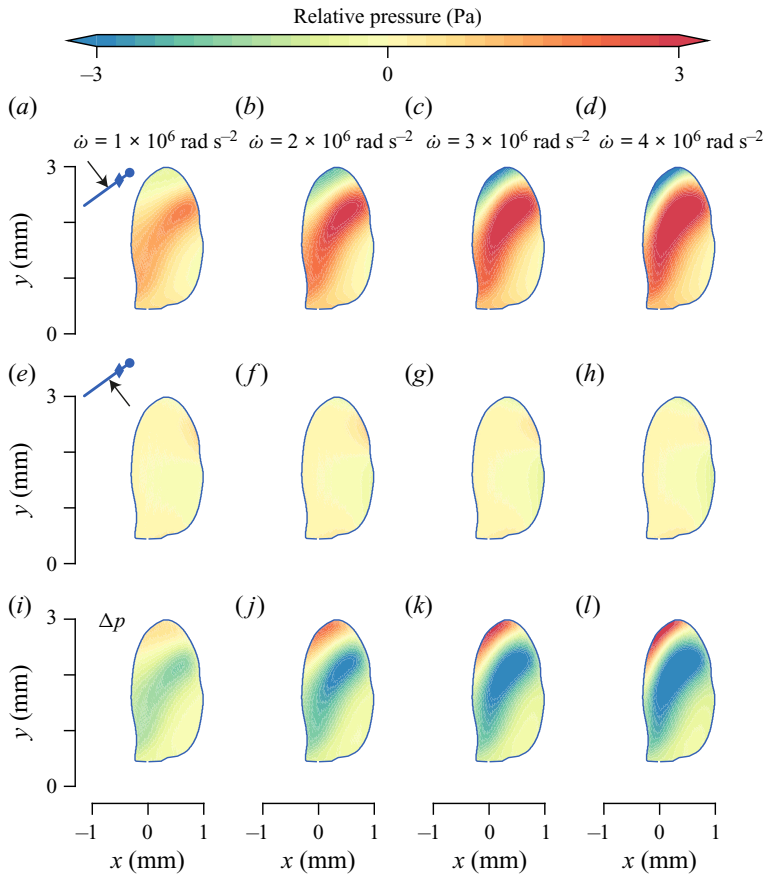 Relative pressure (Pa)
–3 0 3
(a) (b) (c) (d)
ω̇ = 1 × 10⁶ rad s⁻² ω̇ = 2 × 10⁶ rad s⁻² ω̇ = 3 × 10⁶ rad s⁻² ω̇ = 4 × 10⁶ rad s⁻²
3
y (mm)
0
(e) (f) (g) (h)
3
y (mm)
0
(i) (j) (k) (l)
3 Δp
y (mm)
0
–1 0 1 –1 0 1 –1 0 1 –1 0 1
x (mm) x (mm) x (mm) x (mm)